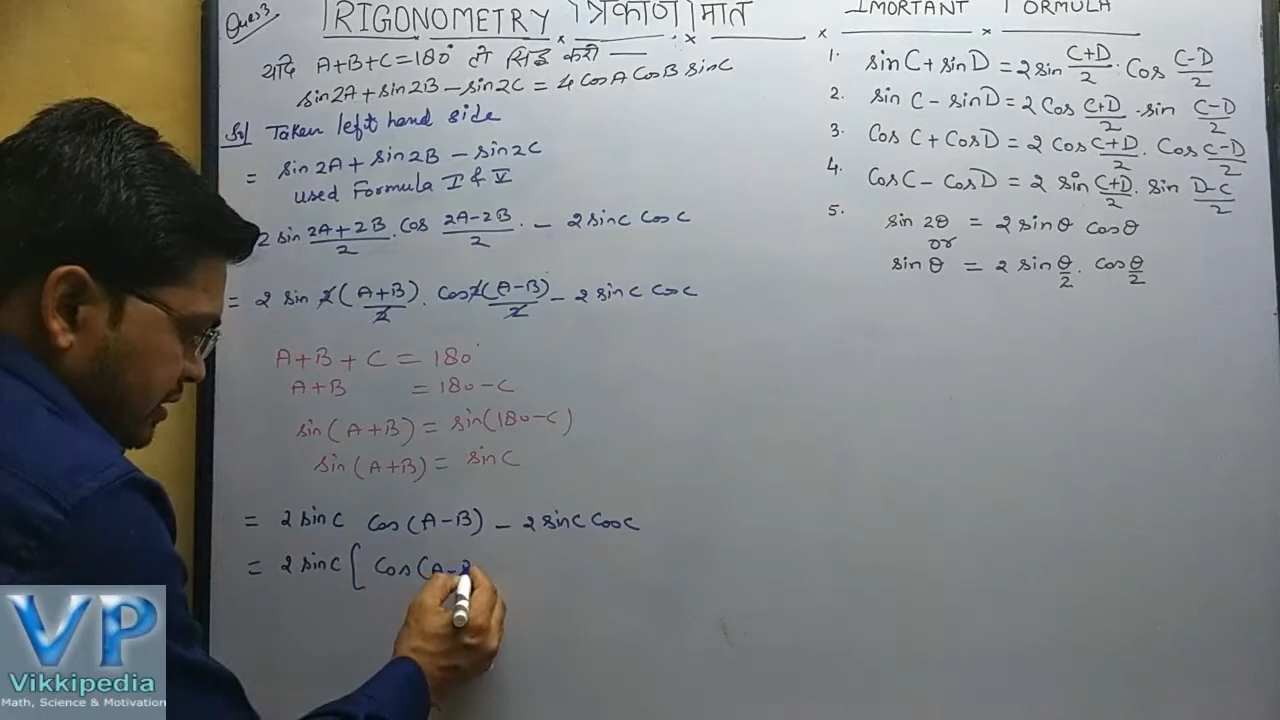 Ques 3
TRIGONOMETRY त्रिकोणमिति
यदि A+B+C=180° तो सिद्ध करो —
sin2A + sin2B - sin2C = 4 cosA cosB sinC
Sol Taken left hand side
= sin2A + sin2B - sin2C
used Formula I & V
2 sin 2A+2B/2 . cos 2A-2B/2 . - 2 sinC cosC
= 2 sin 2(A+B)/2 . cos 2(A-B)/2 - 2 sinC cosC
A+B+C = 180°
A+B = 180-C
sin(A+B) = sin(180-C)
sin(A+B) = sinC
= 2 sinC cos(A-B) - 2 sinC cosC
= 2 sinC [ cos(A-B
IMORTANT FORMULA
1. sinC + sinD = 2 sin C+D/2 . cos C-D/2
2. sinC - sinD = 2 cos C+D/2 . sin C-D/2
3. cosC + cosD = 2 cos C+D/2 . cos C-D/2
4. cosC - cosD = 2 sin C+D/2 . sin D-C/2
5. sin 2θ = 2 sinθ cosθ
or
sinθ = 2 sin θ/2 . cos θ/2
VP
Vikkipedia
Math, Science & Motivation